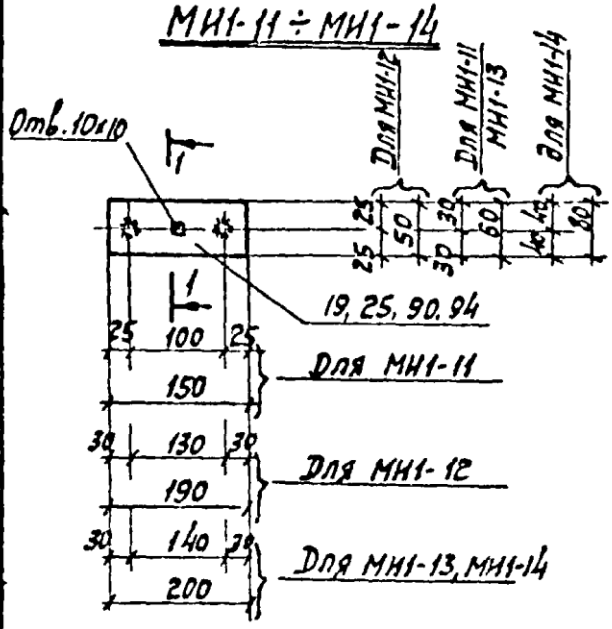 МН1-11 ÷ МН1-14
Для МН1-12
Для МН1-11
МН1-13
для МН1-14
Отв. 10х10
1
25 25 50
30 30 60
40 40 80
1
19, 25, 90. 94
25 100 25
Для МН1-11
150
30 130 30
Для МН1-12
190
30 140 30
Для МН1-13, МН1-14
200